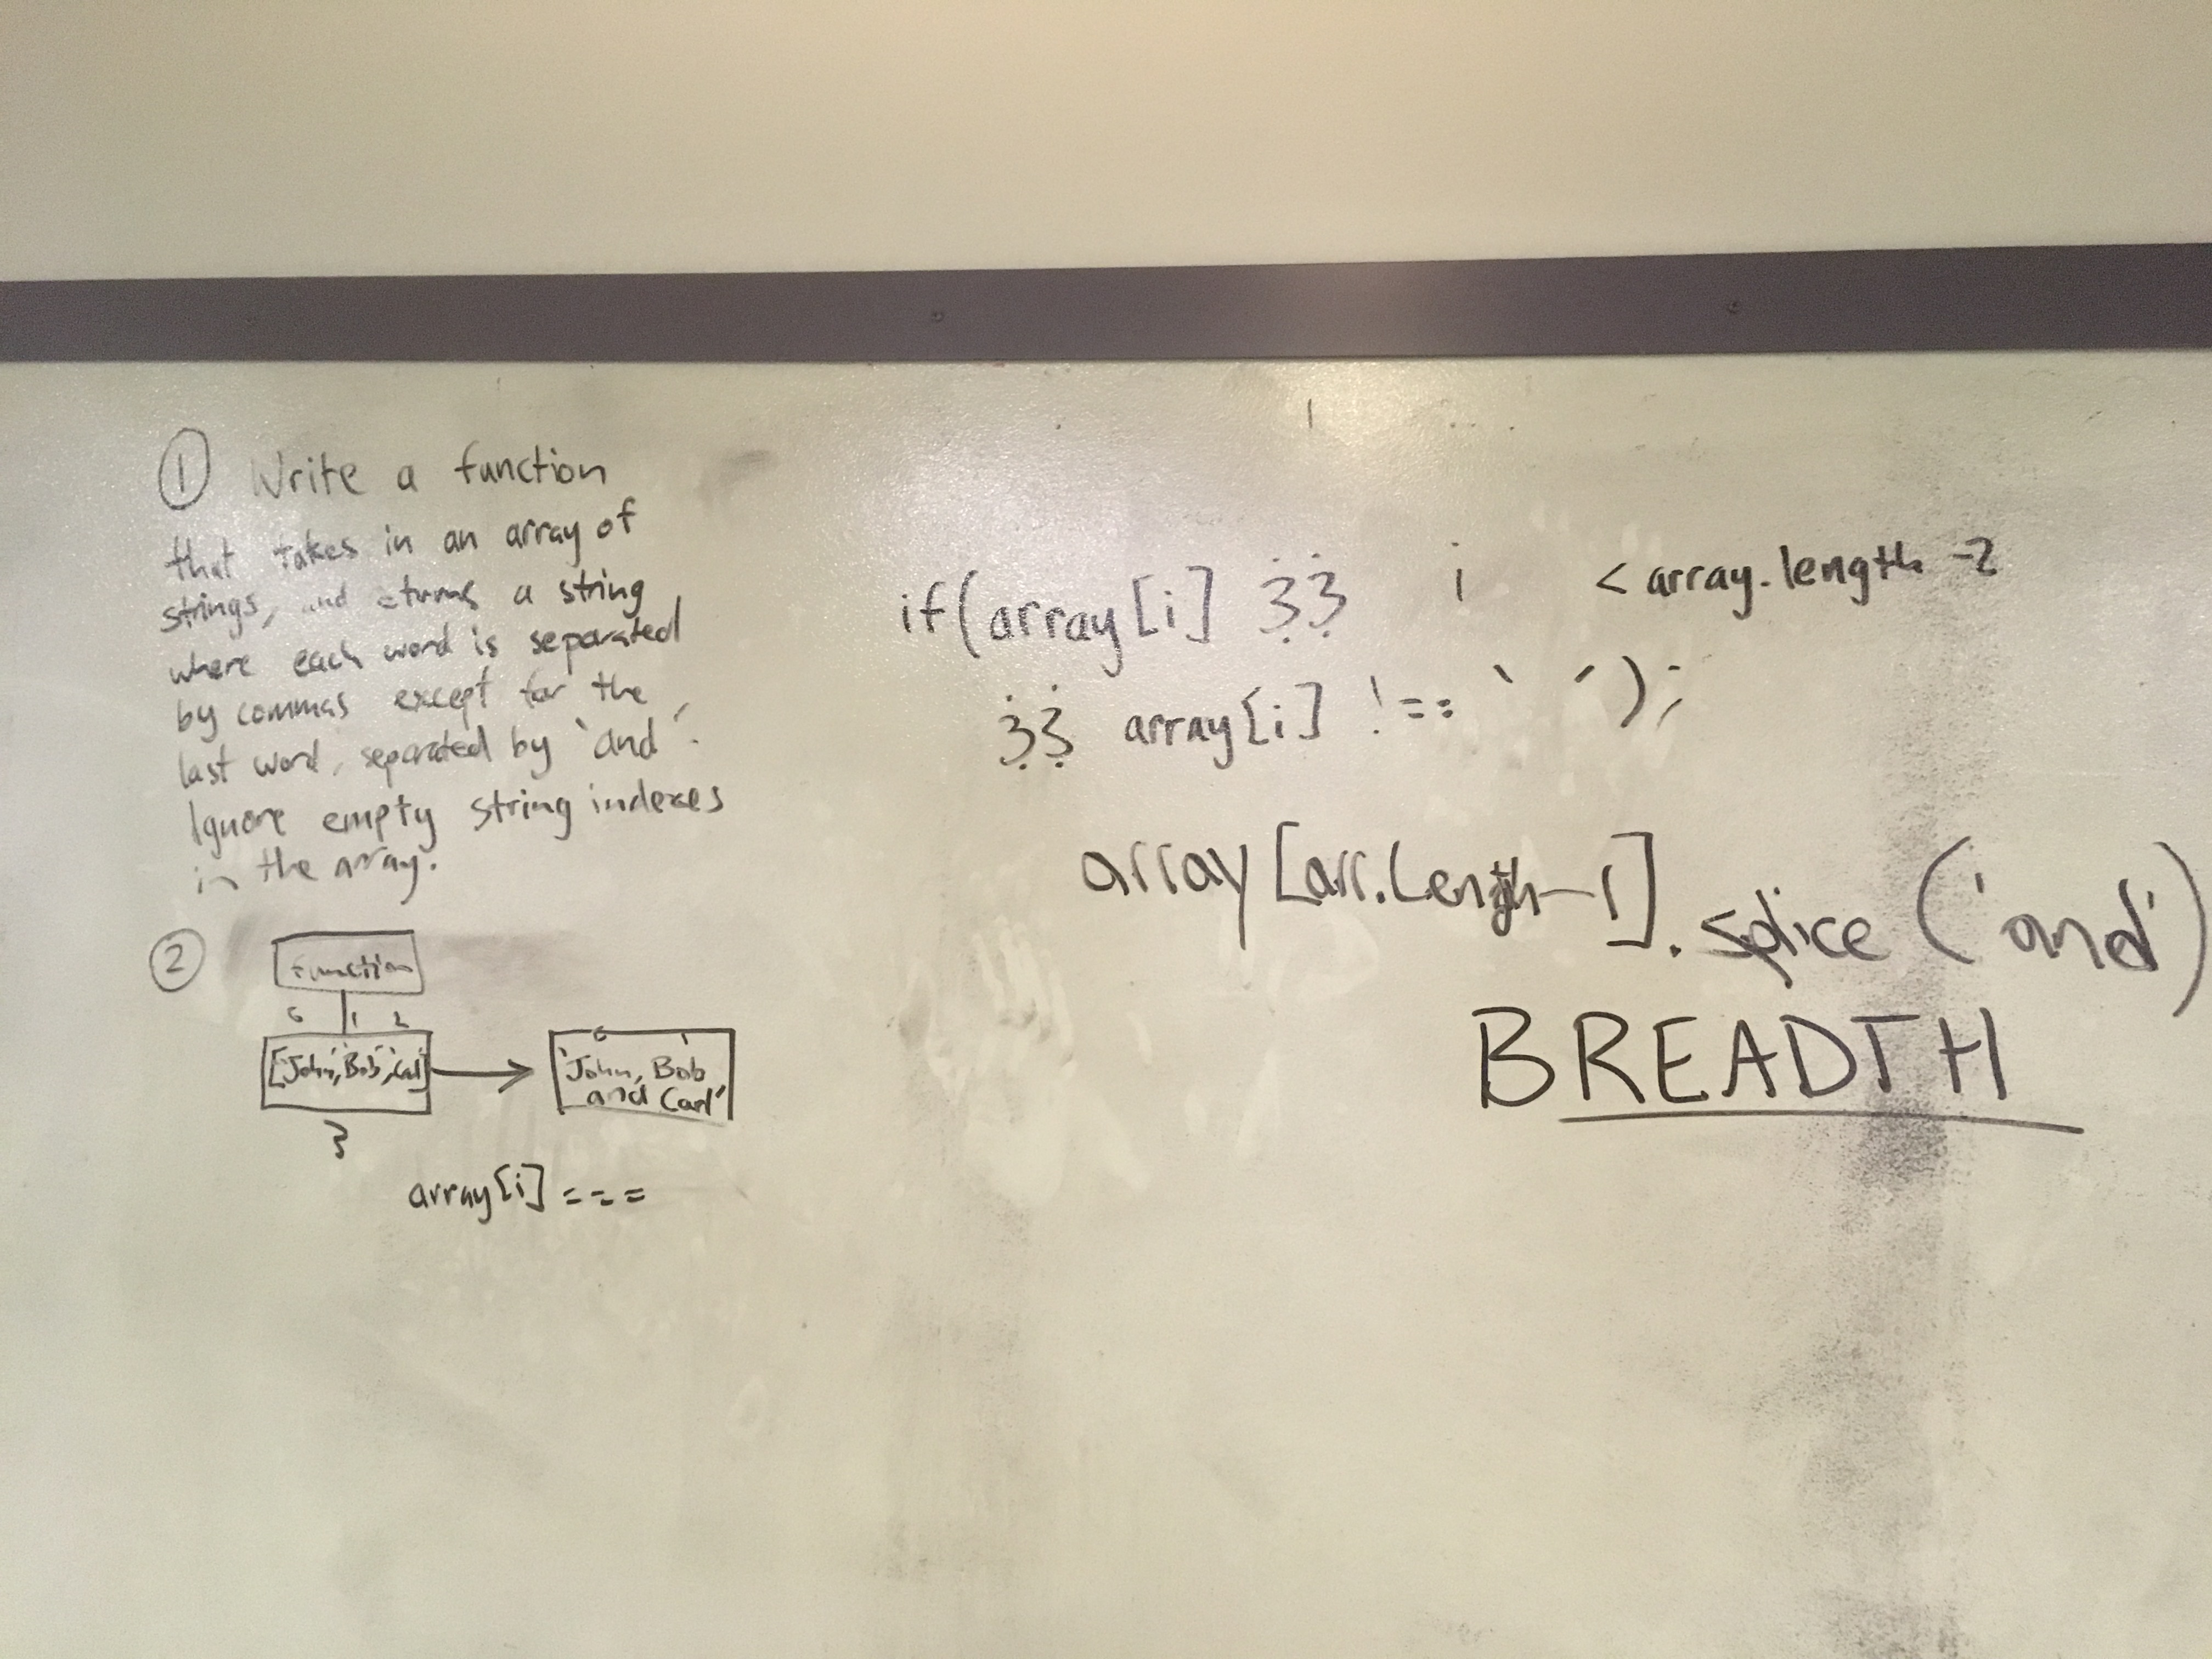 ① Write a function
that takes in an array of
strings, and returns a string
where each word is separated
by commas except for the
last word, separated by 'and'.
Ignore empty string indexes
in the array.
②
function
0 1 2
['John','Bob','Carl']
0 1
'John, Bob
and Carl'
}
array[i] ===
if(array[i] && i < array.length -2
&& array[i] !== ' ');
array[arr.length-1].splice('and')
BREADTH